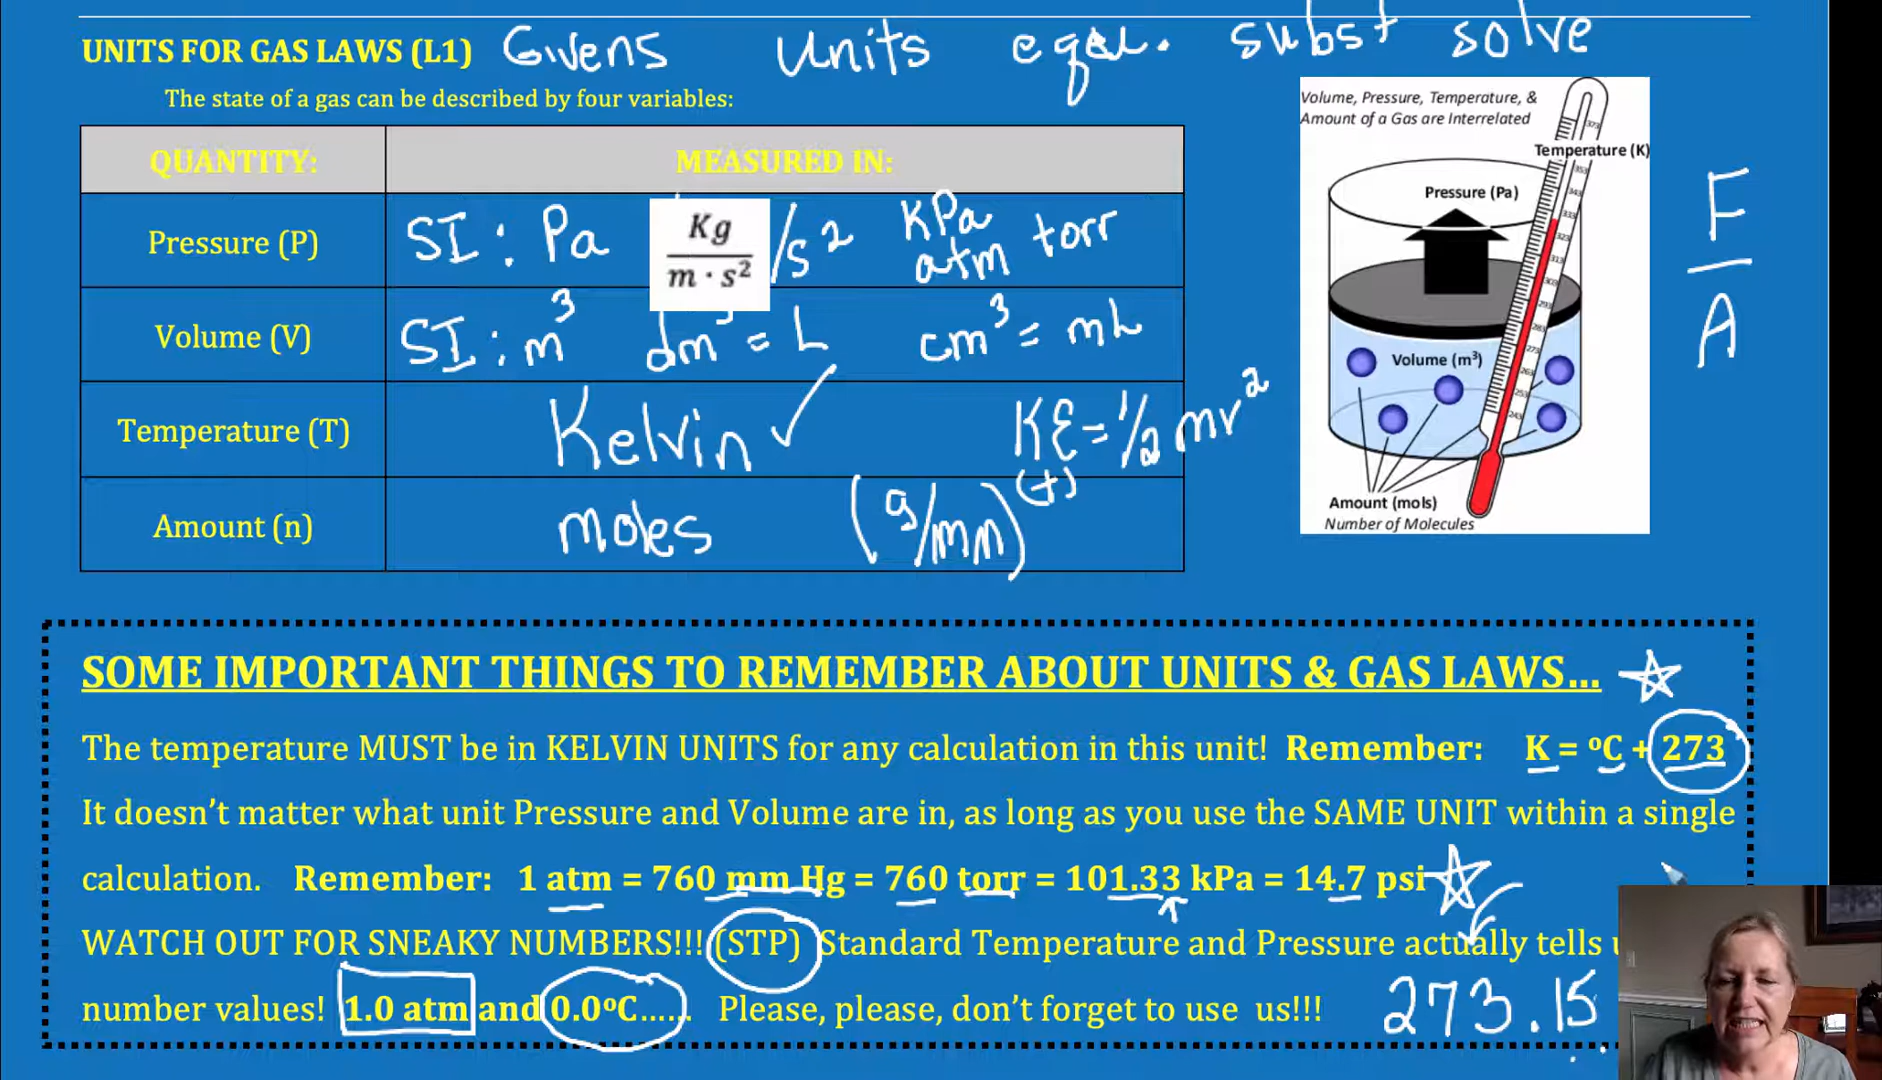 UNITS FOR GAS LAWS (L1) Givens Units eqn. subst solve
The state of a gas can be described by four variables:
QUANTITY: MEASURED IN:
Pressure (P) SI: Pa Kg/m · s² /s² KPa atm torr
Volume (V) SI: m³ dm³ = L cm³ = mL
Temperature (T) Kelvin ✓ KE = 1/2 mv²
Amount (n) moles (g/mm) (+)
Volume, Pressure, Temperature, &
Amount of a Gas are Interrelated
Temperature (K)
Pressure (Pa)
Volume (m³)
Amount (mols)
Number of Molecules
F
A
SOME IMPORTANT THINGS TO REMEMBER ABOUT UNITS & GAS LAWS...
The temperature MUST be in KELVIN UNITS for any calculation in this unit! Remember: K = °C + 273
It doesn't matter what unit Pressure and Volume are in, as long as you use the SAME UNIT within a single
calculation. Remember: 1 atm = 760 mm Hg = 760 torr = 101.33 kPa = 14.7 psi
WATCH OUT FOR SNEAKY NUMBERS!!! (STP) Standard Temperature and Pressure actually tells
number values! 1.0 atm and 0.0°C...... Please, please, don't forget to use us!!! 273.15